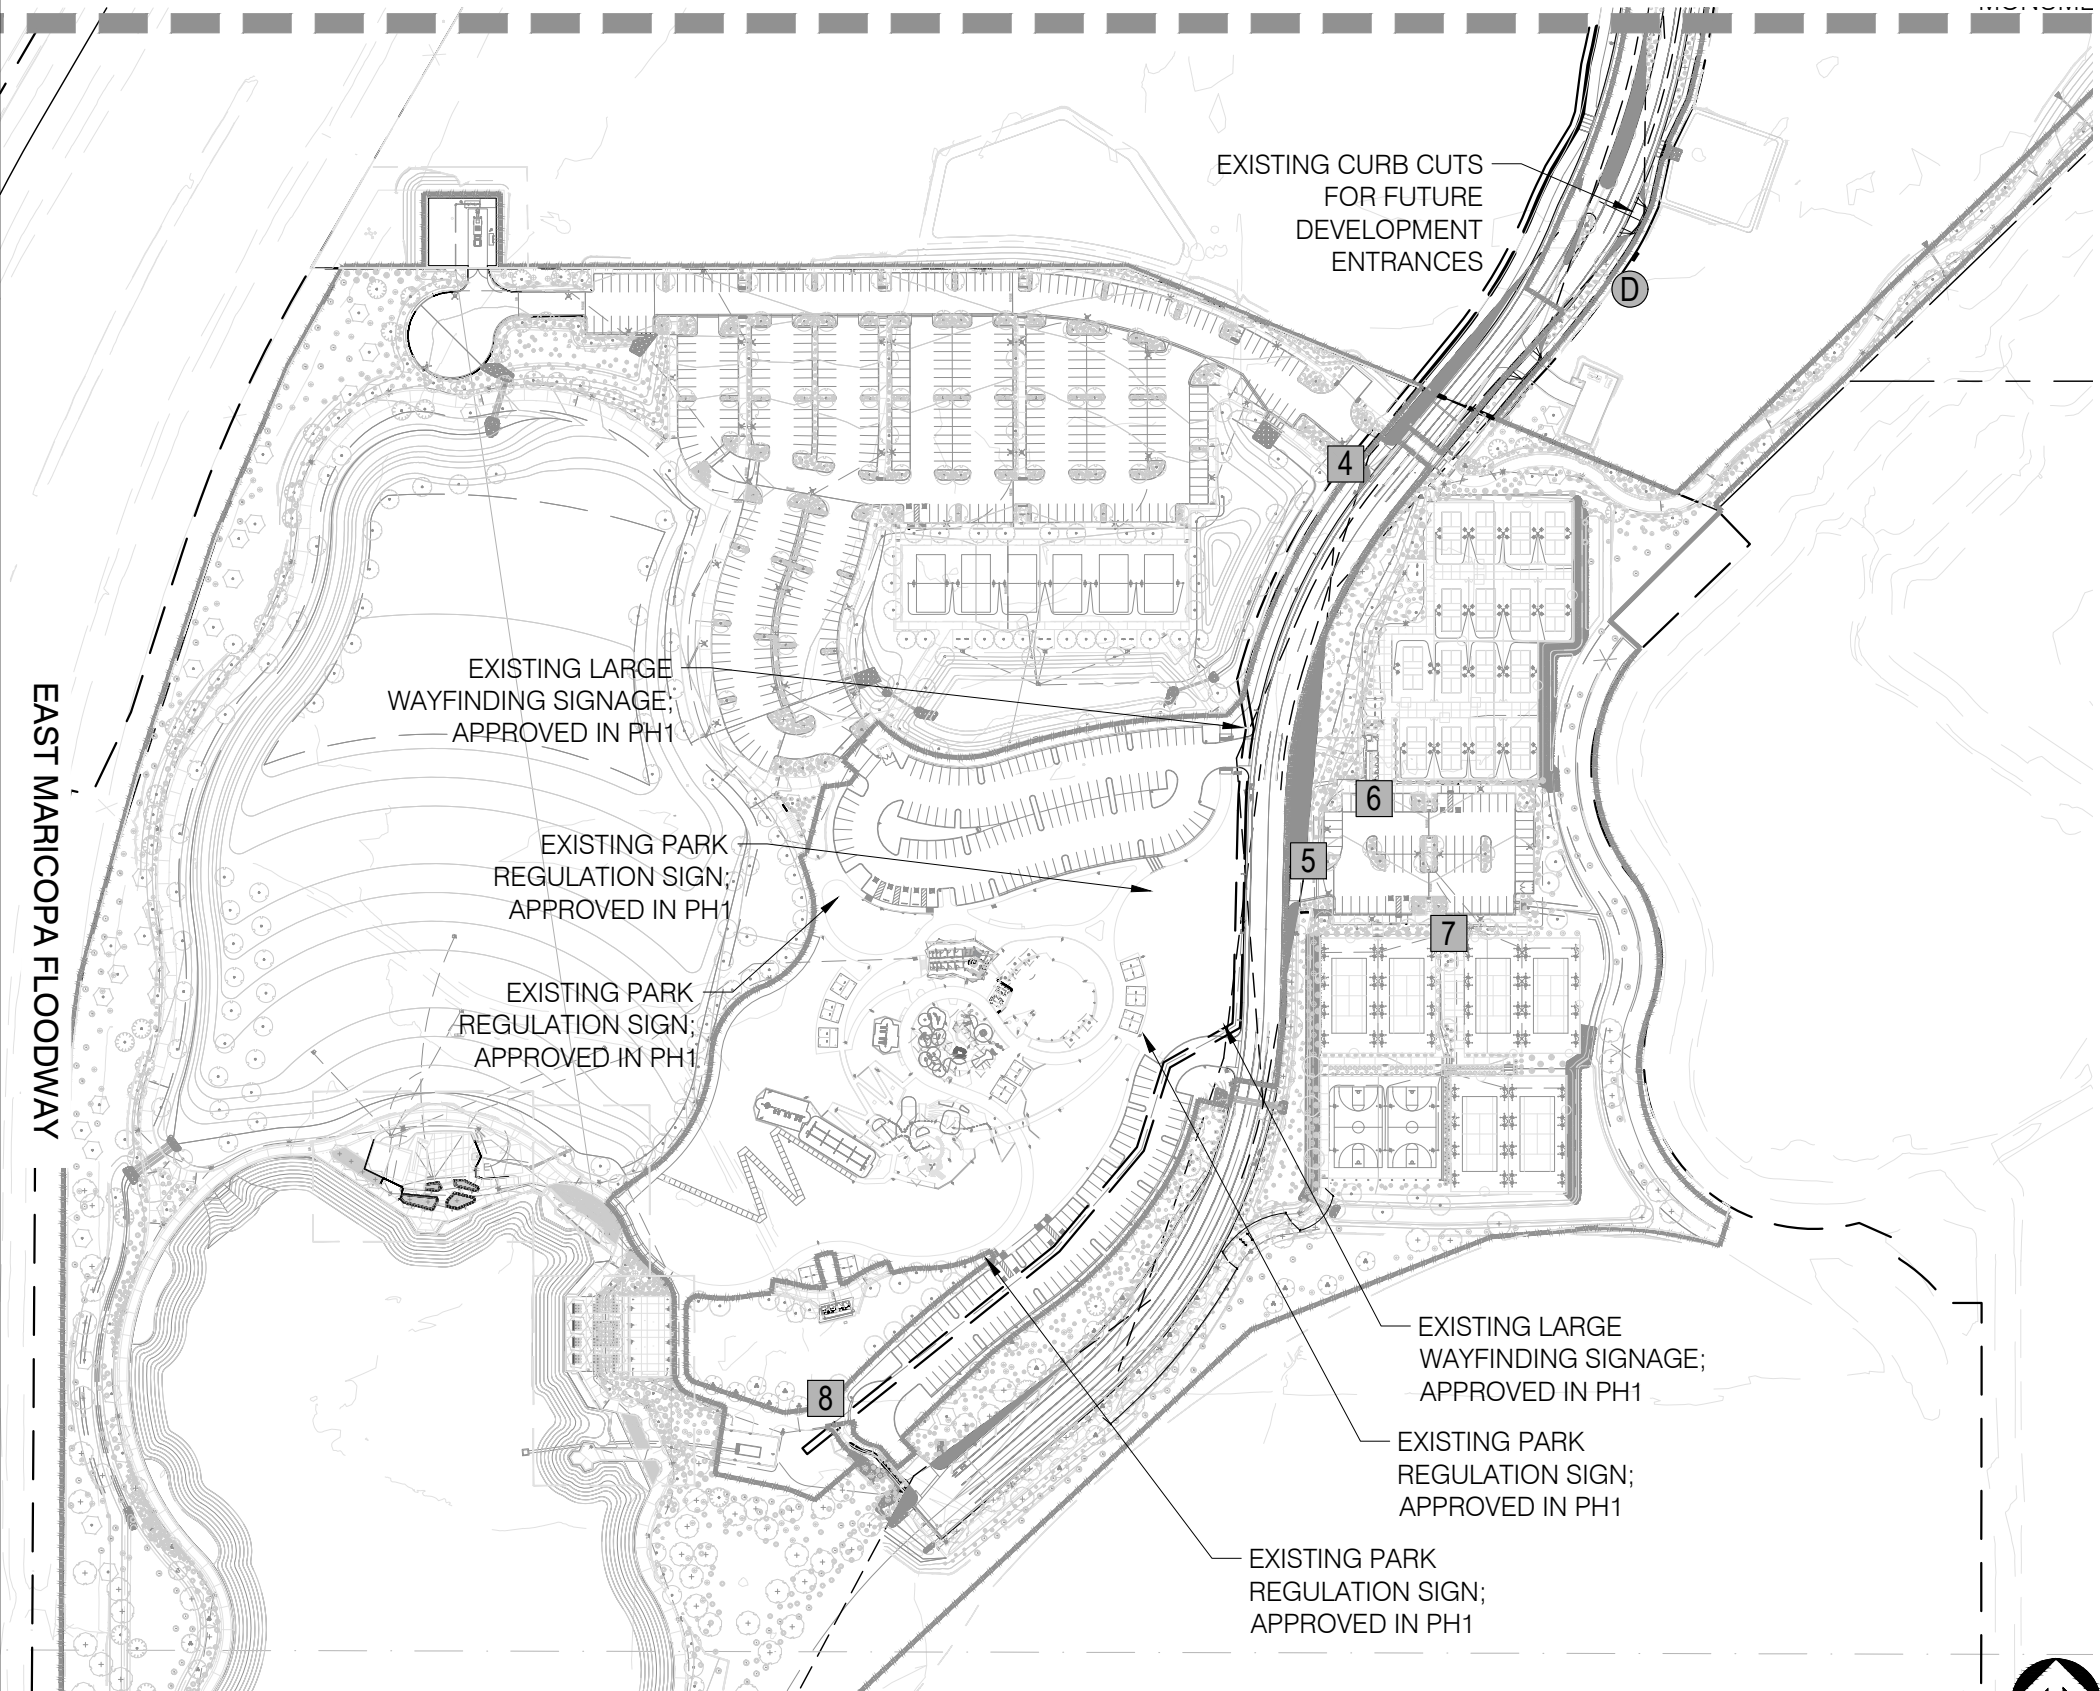 EXISTING CURB CUTS
FOR FUTURE
DEVELOPMENT
ENTRANCES
D
4
EXISTING LARGE
WAYFINDING SIGNAGE;
APPROVED IN PH1
6
5
7
EXISTING PARK
REGULATION SIGN;
APPROVED IN PH1
EXISTING PARK
REGULATION SIGN;
APPROVED IN PH1
EAST MARICOPA FLOODWAY
8
EXISTING LARGE
WAYFINDING SIGNAGE;
APPROVED IN PH1
EXISTING PARK
REGULATION SIGN;
APPROVED IN PH1
EXISTING PARK
REGULATION SIGN;
APPROVED IN PH1